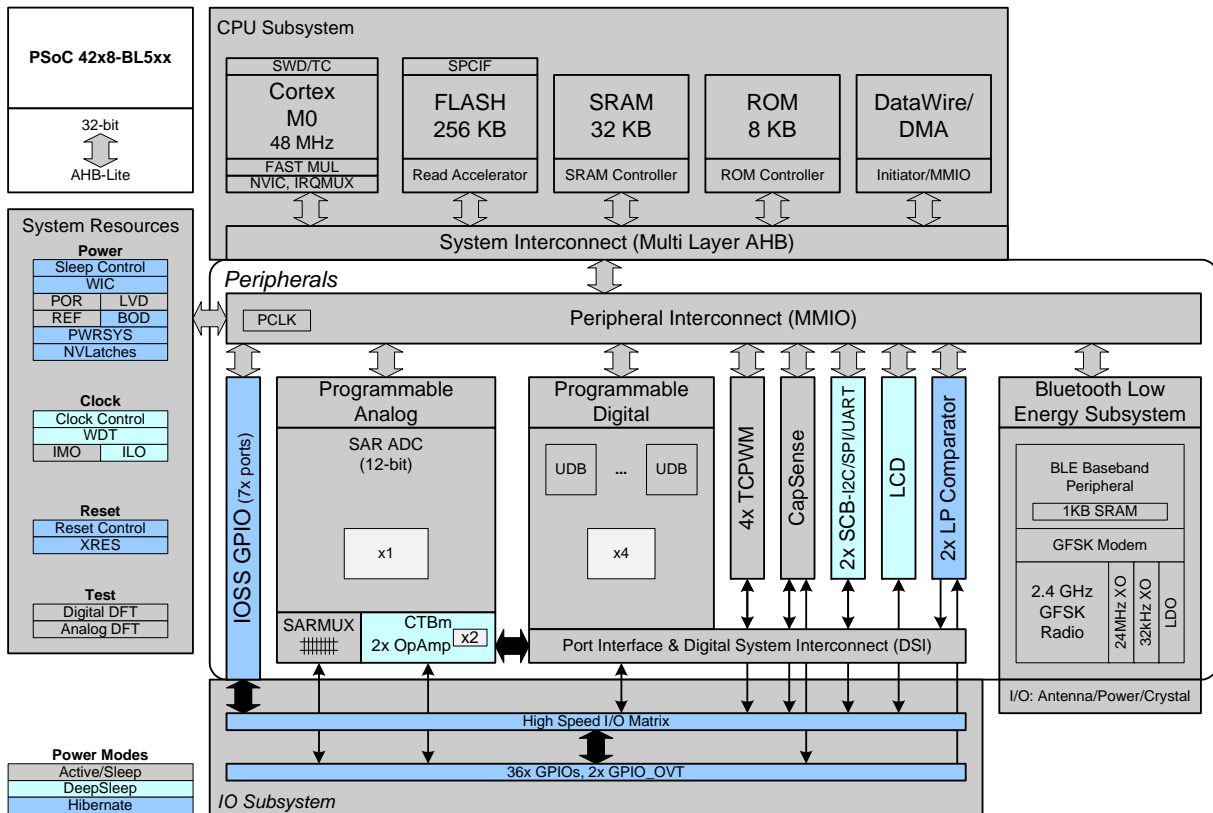 PSoC 42x8-BL5xx
32-bit
AHB-Lite
CPU Subsystem
SWD/TC
Cortex
M0
48 MHz
FAST MUL
NVIC, IRQMUX
SPCIF
FLASH
256 KB
Read Accelerator
SRAM
32 KB
SRAM Controller
ROM
8 KB
ROM Controller
DataWire/
DMA
Initiator/MMIO
System Interconnect (Multi Layer AHB)
System Resources
Power
Sleep Control
WIC
POR LVD
REF BOD
PWRSYS
NVLatches
Clock
Clock Control
WDT
IMO ILO
Reset
Reset Control
XRES
Test
Digital DFT
Analog DFT
Peripherals
PCLK
Peripheral Interconnect (MMIO)
IOSS GPIO (7x ports)
Programmable
Analog
SAR ADC
(12-bit)
x1
SARMUX
CTBm
2x OpAmp
x2
Programmable
Digital
UDB ... UDB
x4
4x TCPWM
CapSense
2x SCB-I2C/SPI/UART
LCD
2x LP Comparator
Port Interface & Digital System Interconnect (DSI)
Bluetooth Low
Energy Subsystem
BLE Baseband
Peripheral
1KB SRAM
GFSK Modem
2.4 GHz
GFSK
Radio
24MHz XO
32kHz XO
LDO
I/O: Antenna/Power/Crystal
High Speed I/O Matrix
36x GPIOs, 2x GPIO_OVT
IO Subsystem
Power Modes
Active/Sleep
DeepSleep
Hibernate